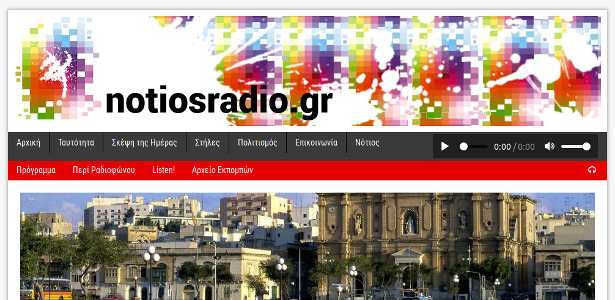 notiosradio.gr
Αρχική Ταυτότητα Σκέψη της Ημέρας Στήλες Πολιτισμός Επικοινωνία Νότιος 0:00 / 0:00
Πρόγραμμα Περί Ραδιοφώνου Listen! Αρχείο Εκπομπών